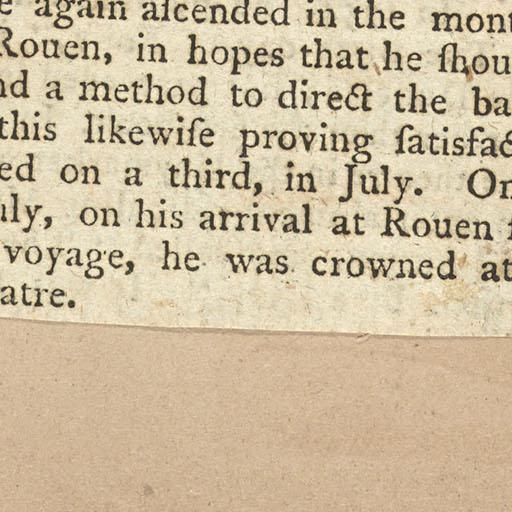 e again aſcended in the mont
Rouen, in hopes that he ſhou
nd a method to direct the ba
this likewiſe proving ſatisfac
ed on a third, in July. On
uly, on his arrival at Rouen
voyage, he was crowned at
atre.